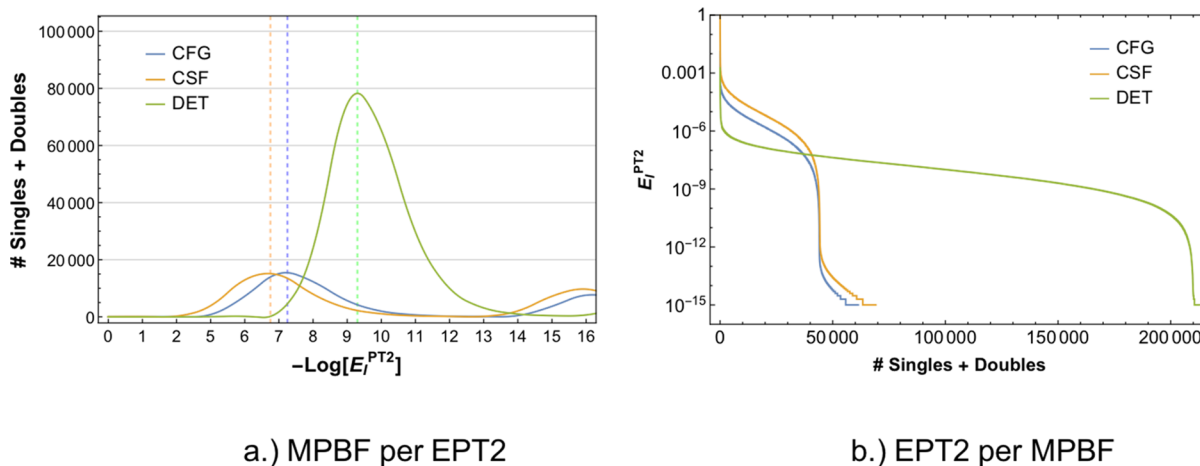 100 000
80 000
60 000
40 000
20 000
0
# Singles + Doubles
CFG
CSF
DET
0 1 2 5 6 7 8 9 10 11 12 13 14 15 16
−Log[E_I^PT2]
a.) MPBF per EPT2
1
0.001
10^−6
10^−9
10^−12
10^−15
E_I^PT2
CFG
CSF
DET
0 50 000 100 000 150 000 200 000
# Singles + Doubles
b.) EPT2 per MPBF